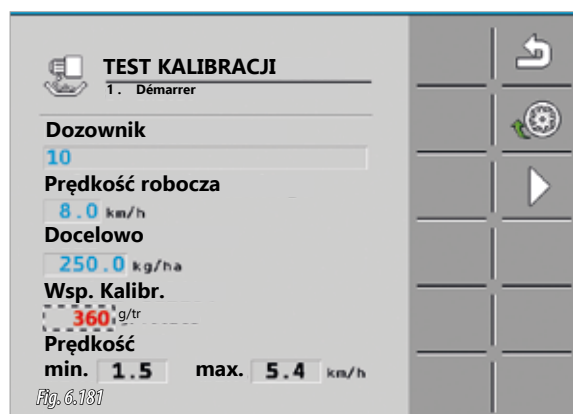 TEST KALIBRACJI
1. Démarrer
Dozownik
10
Prędkość robocza
8.0 km/h
Docelowo
250.0 kg/ha
Wsp. Kalibr.
360 g/tr
Prędkość
min. 1.5 max. 5.4 km/h
Fig. 6.181